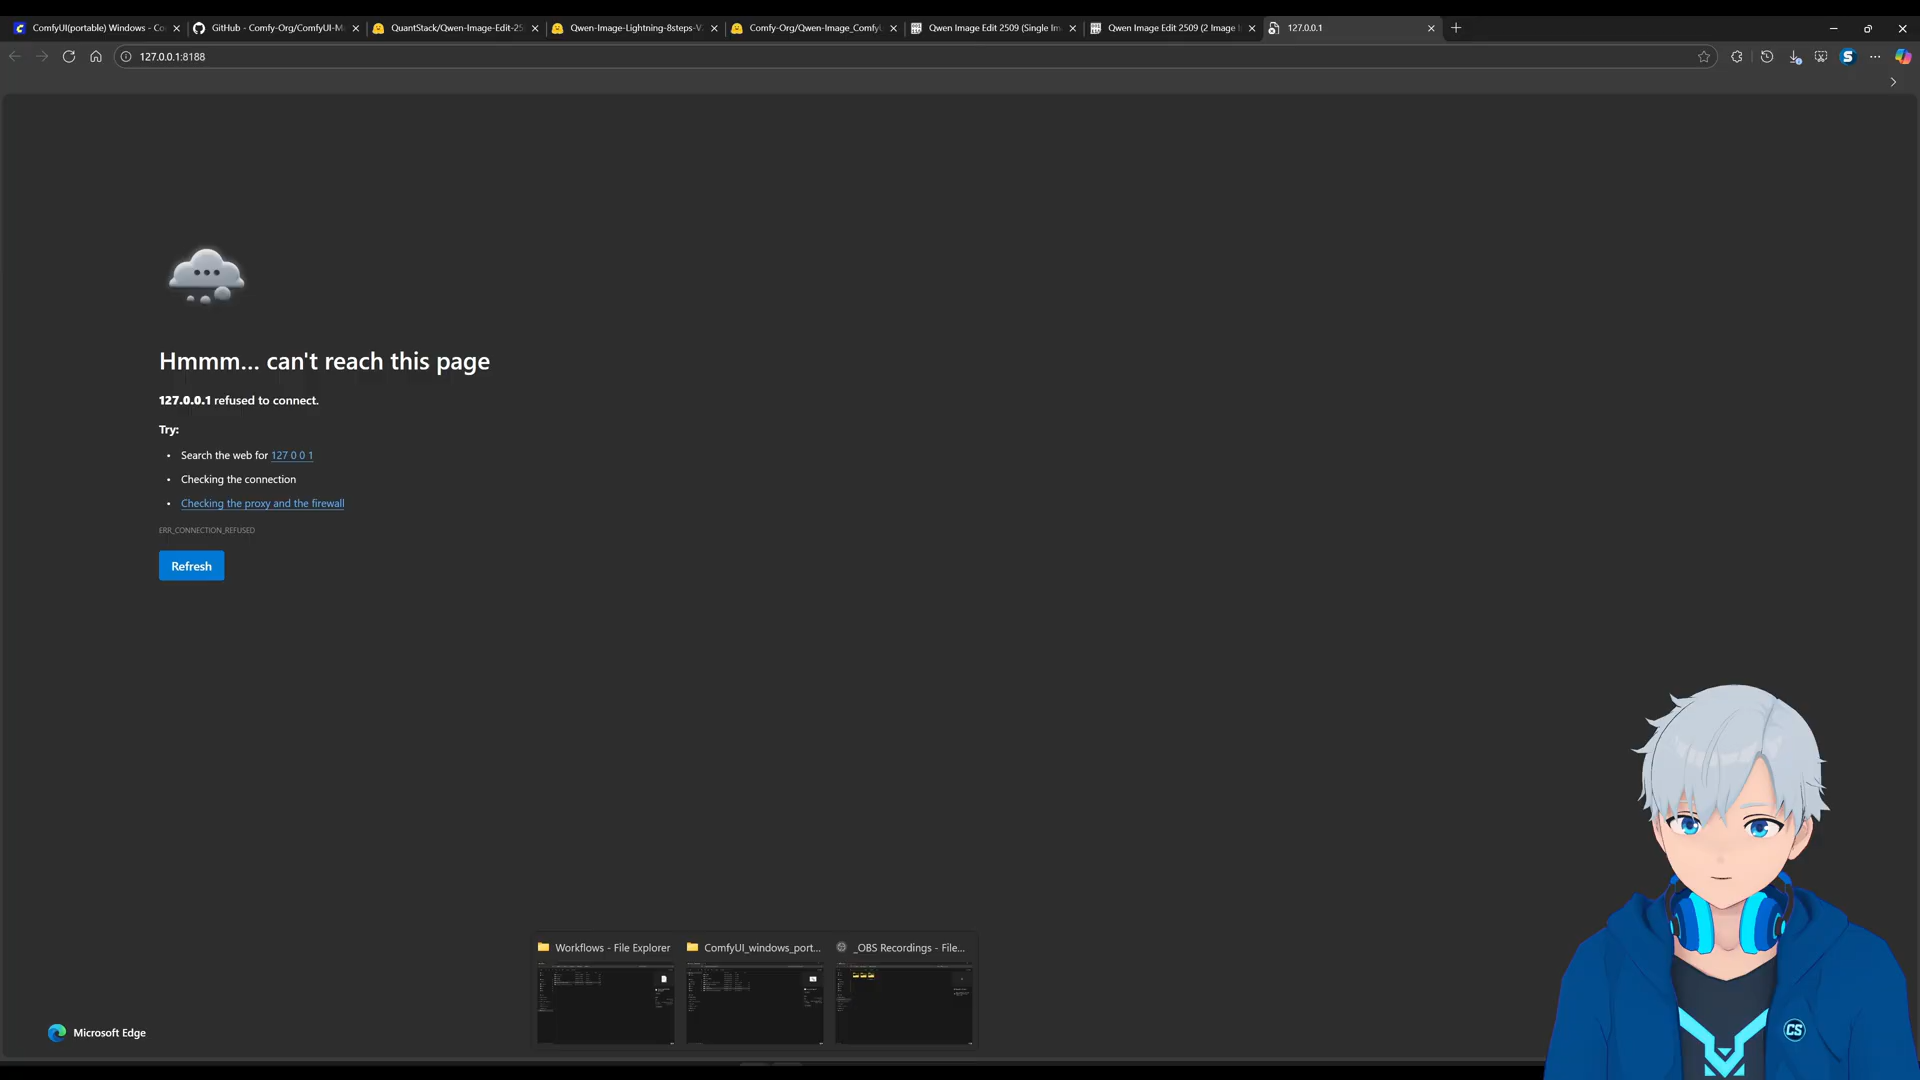 ComfyUI(portable) Windows - Co
GitHub - Comfy-Org/ComfyUI-M
QuantStack/Qwen-Image-Edit-25
Qwen-Image-Lightning-8steps-V
Comfy-Org/Qwen-Image_ComfyU
Qwen Image Edit 2509 (Single Im
Qwen Image Edit 2509 (2 Image I
127.0.0.1
127.0.0.1:8188
S
Hmmm... can't reach this page
127.0.0.1 refused to connect.
Try:
• Search the web for 127 0 0 1
• Checking the connection
• Checking the proxy and the firewall
ERR_CONNECTION_REFUSED
Refresh
Workflows - File Explorer
ComfyUI_windows_port...
_OBS Recordings - File...
Microsoft Edge
CS